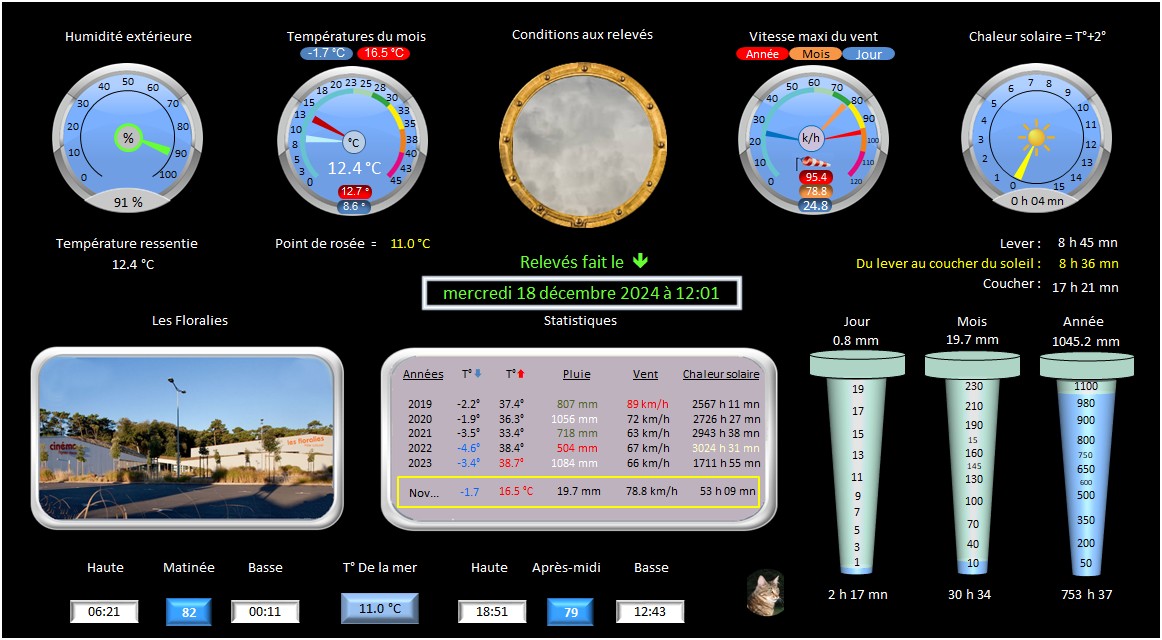 Humidité extérieure
Températures du mois
Conditions aux relevés
Vitesse maxi du vent
Chaleur solaire = T°+2°
-1.7 °C 16.5 °C
Année Mois Jour
0 10 20 30 40 50 60 70 80 90 100
%
91 %
0 3 5 8 10 13 15 18 20 23 25 28 30 33 35 38 40 43 45
°C
12.4 °C
12.7 °
8.6 °
0 10 20 30 40 50 60 70 80 90 100 110 120
k/h
95.4
78.8
24.8
0 1 2 3 4 5 6 7 8 9 10 11 12 13 14 15
0 h 04 mn
Température ressentie
12.4 °C
Point de rosée = 11.0 °C
Relevés fait le
mercredi 18 décembre 2024 à 12:01
Lever : 8 h 45 mn
Du lever au coucher du soleil : 8 h 36 mn
Coucher : 17 h 21 mn
Les Floralies
cinéma
les floralies
Statistiques
Années T° T° Pluie Vent Chaleur solaire
2019 -2.2° 37.4° 807 mm 89 km/h 2567 h 11 mn
2020 -1.9° 36.3° 1056 mm 72 km/h 2726 h 27 mn
2021 -3.5° 33.4° 718 mm 63 km/h 2943 h 38 mn
2022 -4.6° 38.4° 504 mm 67 km/h 3024 h 31 mn
2023 -3.4° 38.7° 1084 mm 66 km/h 1711 h 55 mn
Nov... -1.7 16.5 °C 19.7 mm 78.8 km/h 53 h 09 mn
Jour
0.8 mm
19
17
15
13
11
9
7
5
3
1
2 h 17 mn
Mois
19.7 mm
230
210
190
15
160
145
130
100
70
40
10
30 h 34
Année
1045.2 mm
1100
980
900
800
750
650
600
500
350
200
50
753 h 37
Haute Matinée Basse T° De la mer Haute Après-midi Basse
06:21 82 00:11 11.0 °C 18:51 79 12:43